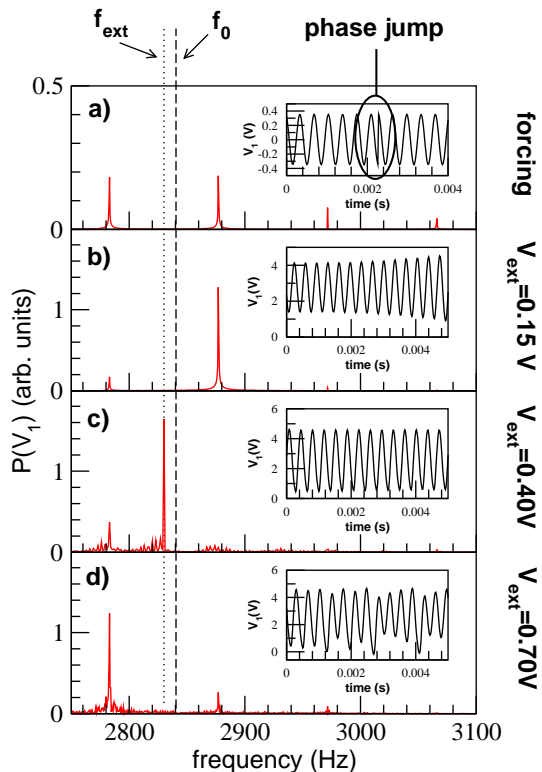 f_ext f_0 phase jump
a)
0.5
0
0.4
0.2
0
-0.2
-0.4
V_1 (V)
0 0.002 0.004
time (s)
forcing
b)
1
0
4
2
0
V_1(V)
0 0.002 0.004
time (s)
V_ext=0.15 V
P(V_1) (arb. units)
c)
1
0
6
4
2
0
V_1(V)
0 0.002 0.004
time (s)
V_ext=0.40V
d)
1
0
6
4
2
0
V_1(V)
0 0.002 0.004
time (s)
V_ext=0.70V
2800 2900 3000 3100
frequency (Hz)